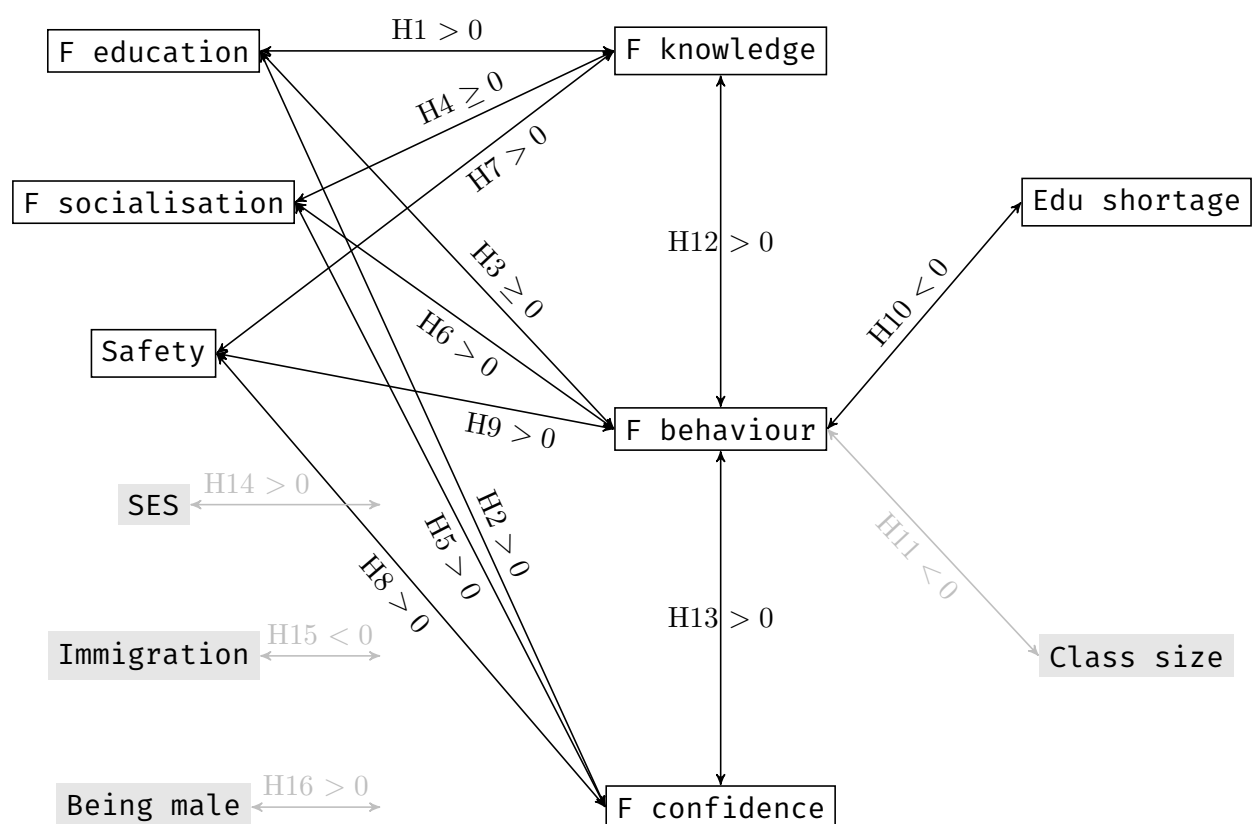 F education
H1 > 0
F knowledge
H4 ≥ 0
H7 > 0
F socialisation
Edu shortage
H3 ≥ 0
H12 > 0
H10 < 0
H6 > 0
Safety
H9 > 0
F behaviour
SES
H14 > 0
H2 > 0
H5 > 0
H11 < 0
H8 > 0
H13 > 0
Immigration
H15 < 0
Class size
Being male
H16 > 0
F confidence